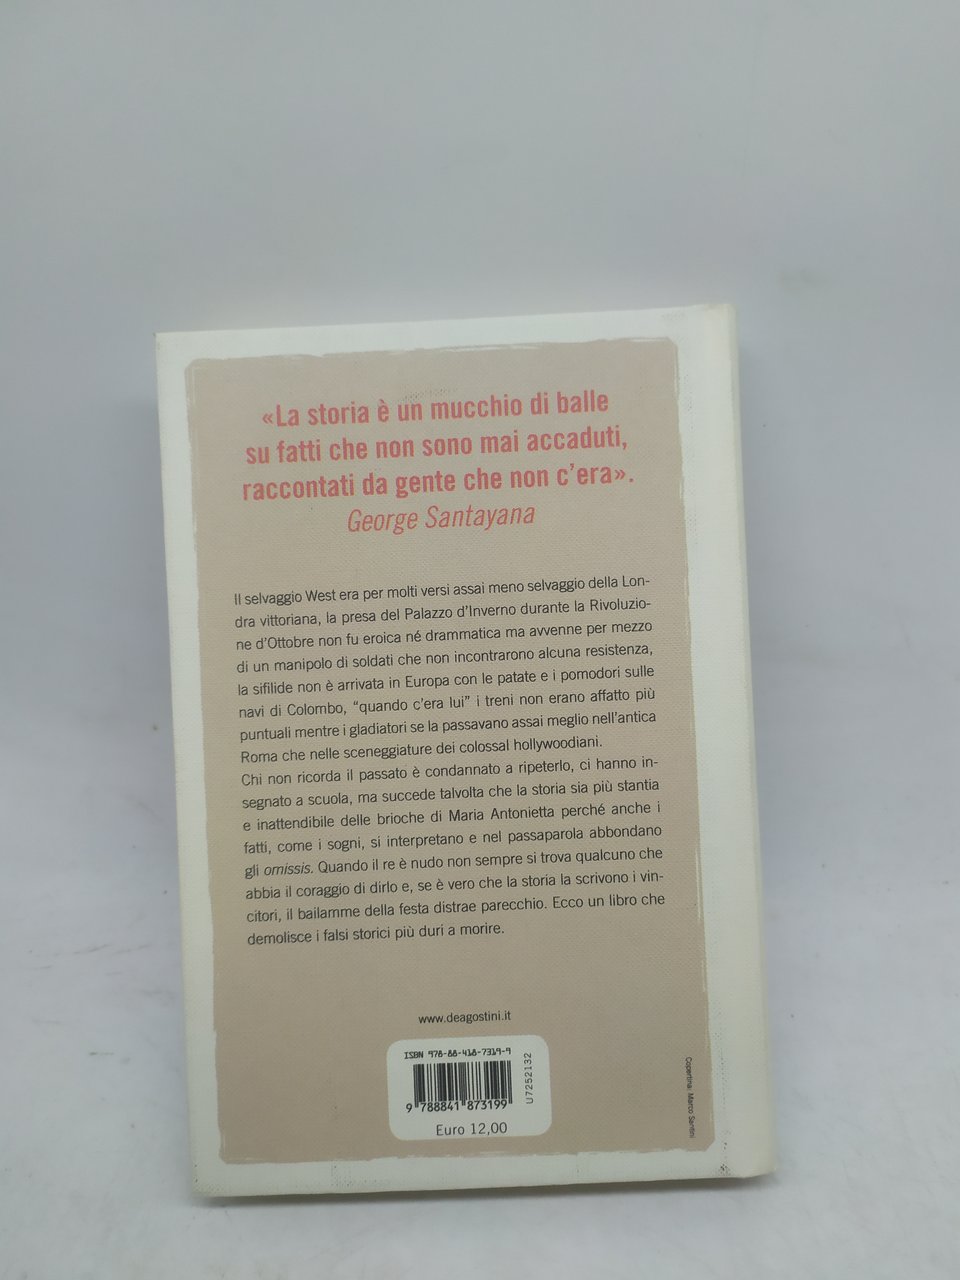 «La storia è un mucchio di balle
su fatti che non sono mai accaduti,
raccontati da gente che non c'era».
George Santayana
Il selvaggio West era per molti versi assai meno selvaggio della Lon-
dra vittoriana, la presa del Palazzo d'Inverno durante la Rivoluzio-
ne d'Ottobre non fu eroica né drammatica ma avvenne per mezzo
di un manipolo di soldati che non incontrarono alcuna resistenza,
la sifilide non è arrivata in Europa con le patate e i pomodori sulle
navi di Colombo, "quando c'era lui" i treni non erano affatto più
puntuali mentre i gladiatori se la passavano assai meglio nell'antica
Roma che nelle sceneggiature dei colossal hollywoodiani.
Chi non ricorda il passato è condannato a ripeterlo, ci hanno in-
segnato a scuola, ma succede talvolta che la storia sia più stantia
e inattendibile delle brioche di Maria Antonietta perché anche i
fatti, come i sogni, si interpretano e nel passaparola abbondano
gli omissis. Quando il re è nudo non sempre si trova qualcuno che
abbia il coraggio di dirlo e, se è vero che la storia la scrivono i vin-
citori, il bailamme della festa distrae parecchio. Ecco un libro che
demolisce i falsi storici più duri a morire.
www.deagostini.it
ISBN 978-88-418-7319-9
9 788841 873199
U7252132
Euro 12,00
Copertina: Marco Santini